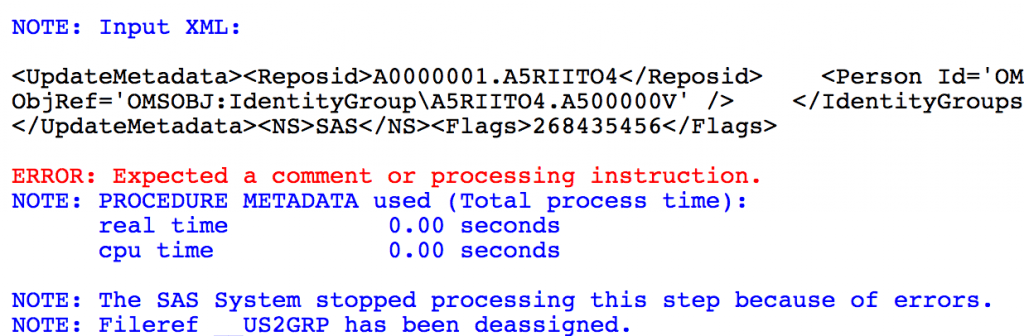 NOTE: Input XML:
<UpdateMetadata><Reposid>A0000001.A5RIITO4</Reposid>    <Person Id='OM
ObjRef='OMSOBJ:IdentityGroup\A5RIITO4.A500000V' />    </IdentityGroups
</UpdateMetadata><NS>SAS</NS><Flags>268435456</Flags>
ERROR: Expected a comment or processing instruction.
NOTE: PROCEDURE METADATA used (Total process time):
real time           0.00 seconds
cpu time            0.00 seconds
NOTE: The SAS System stopped processing this step because of errors.
NOTE: Fileref __US2GRP has been deassigned.